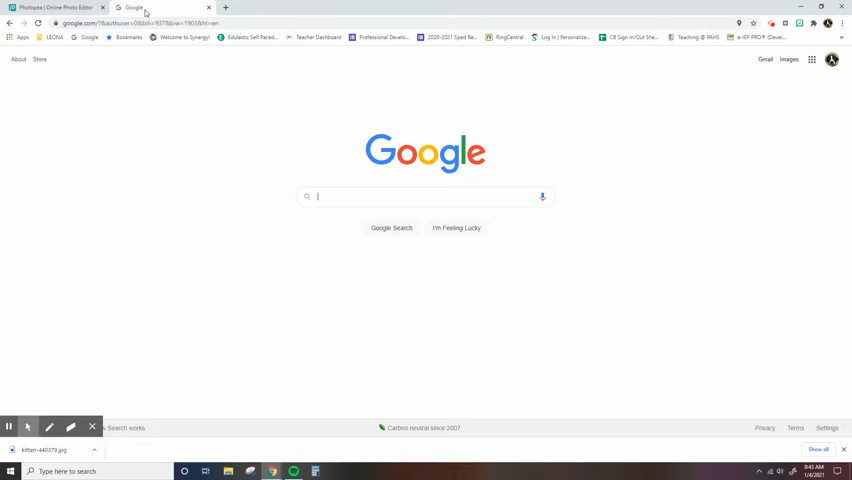 Photopea | Online Photo Editor
Google
google.com/?&authuser=0&bih=937&biw=1903&hl=en
Apps
LEONA
Google
Bookmarks
Welcome to Synergy!
Edulastic Self Paced...
Teacher Dashboard
Professional Develo...
2020-2021 Sped Re...
RingCentral
Log In | Personalize...
CB Sign In/Out She...
Teaching @ PAHS
e-IEP PRO® / Deve...
About
Store
Gmail
Images
Google
Google Search
I'm Feeling Lucky
w Search works
Carbon neutral since 2007
Privacy
Terms
Settings
kitten-440379.jpg
Show all
Type here to search
8:43 AM
1/4/2021